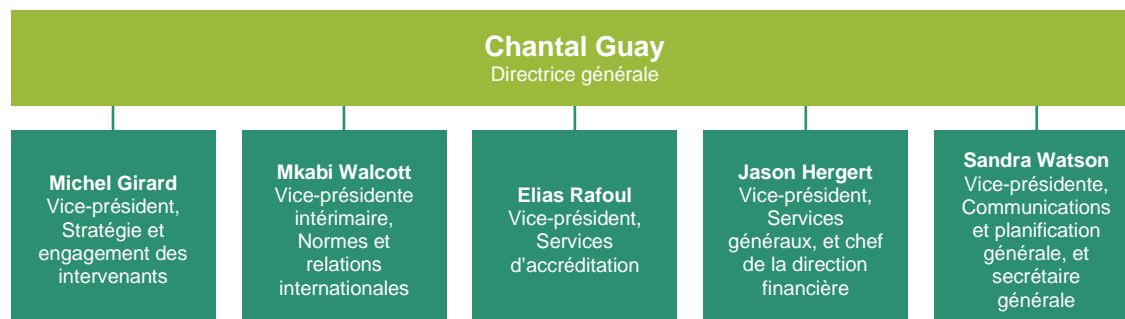 Chantal Guay
Directrice générale
Michel Girard
Vice-président,
Stratégie et
engagement des
intervenants
Mkabi Walcott
Vice-présidente
intérimaire,
Normes et
relations
internationales
Elias Rafoul
Vice-président,
Services
d’accréditation
Jason Hergert
Vice-président,
Services
généraux, et chef
de la direction
financière
Sandra Watson
Vice-présidente,
Communications
et planification
générale, et
secrétaire
générale